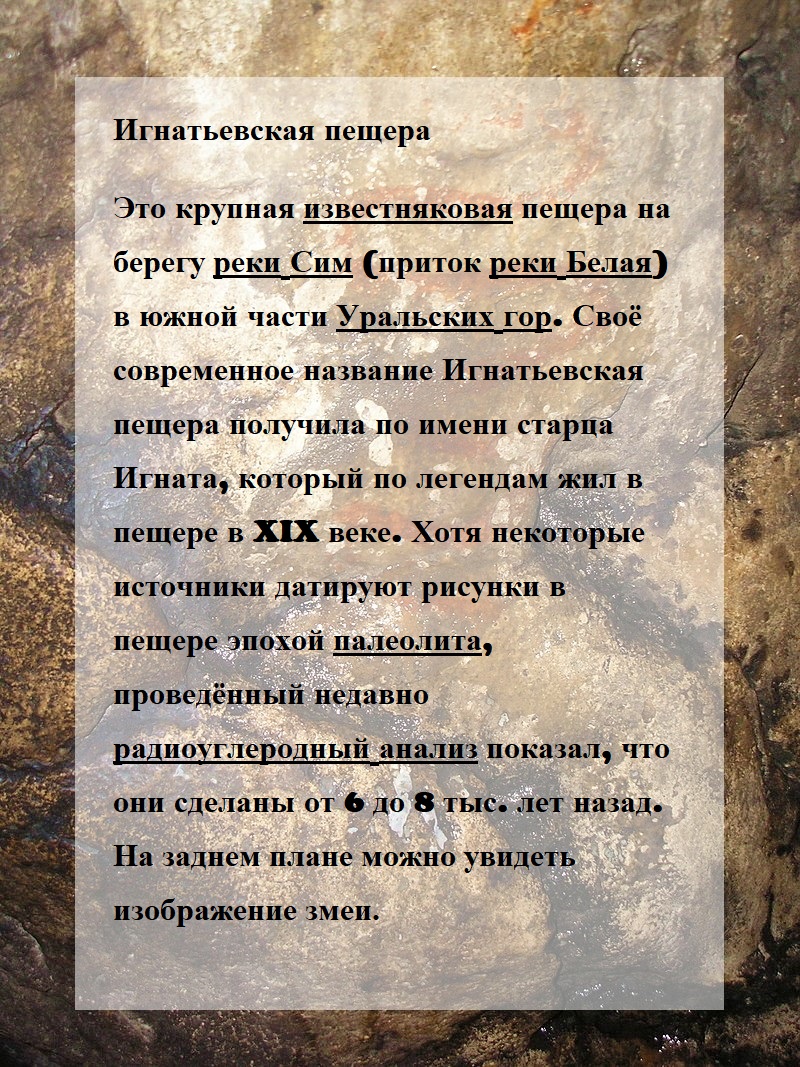 Игнатьевская пещера
Это крупная известняковая пещера на
берегу реки Сим (приток реки Белая)
в южной части Уральских гор. Своё
современное название Игнатьевская
пещера получила по имени старца
Игната, который по легендам жил в
пещере в XIX веке. Хотя некоторые
источники датируют рисунки в
пещере эпохой палеолита,
проведённый недавно
радиоуглеродный анализ показал, что
они сделаны от 6 до 8 тыс. лет назад.
На заднем плане можно увидеть
изображение змеи.